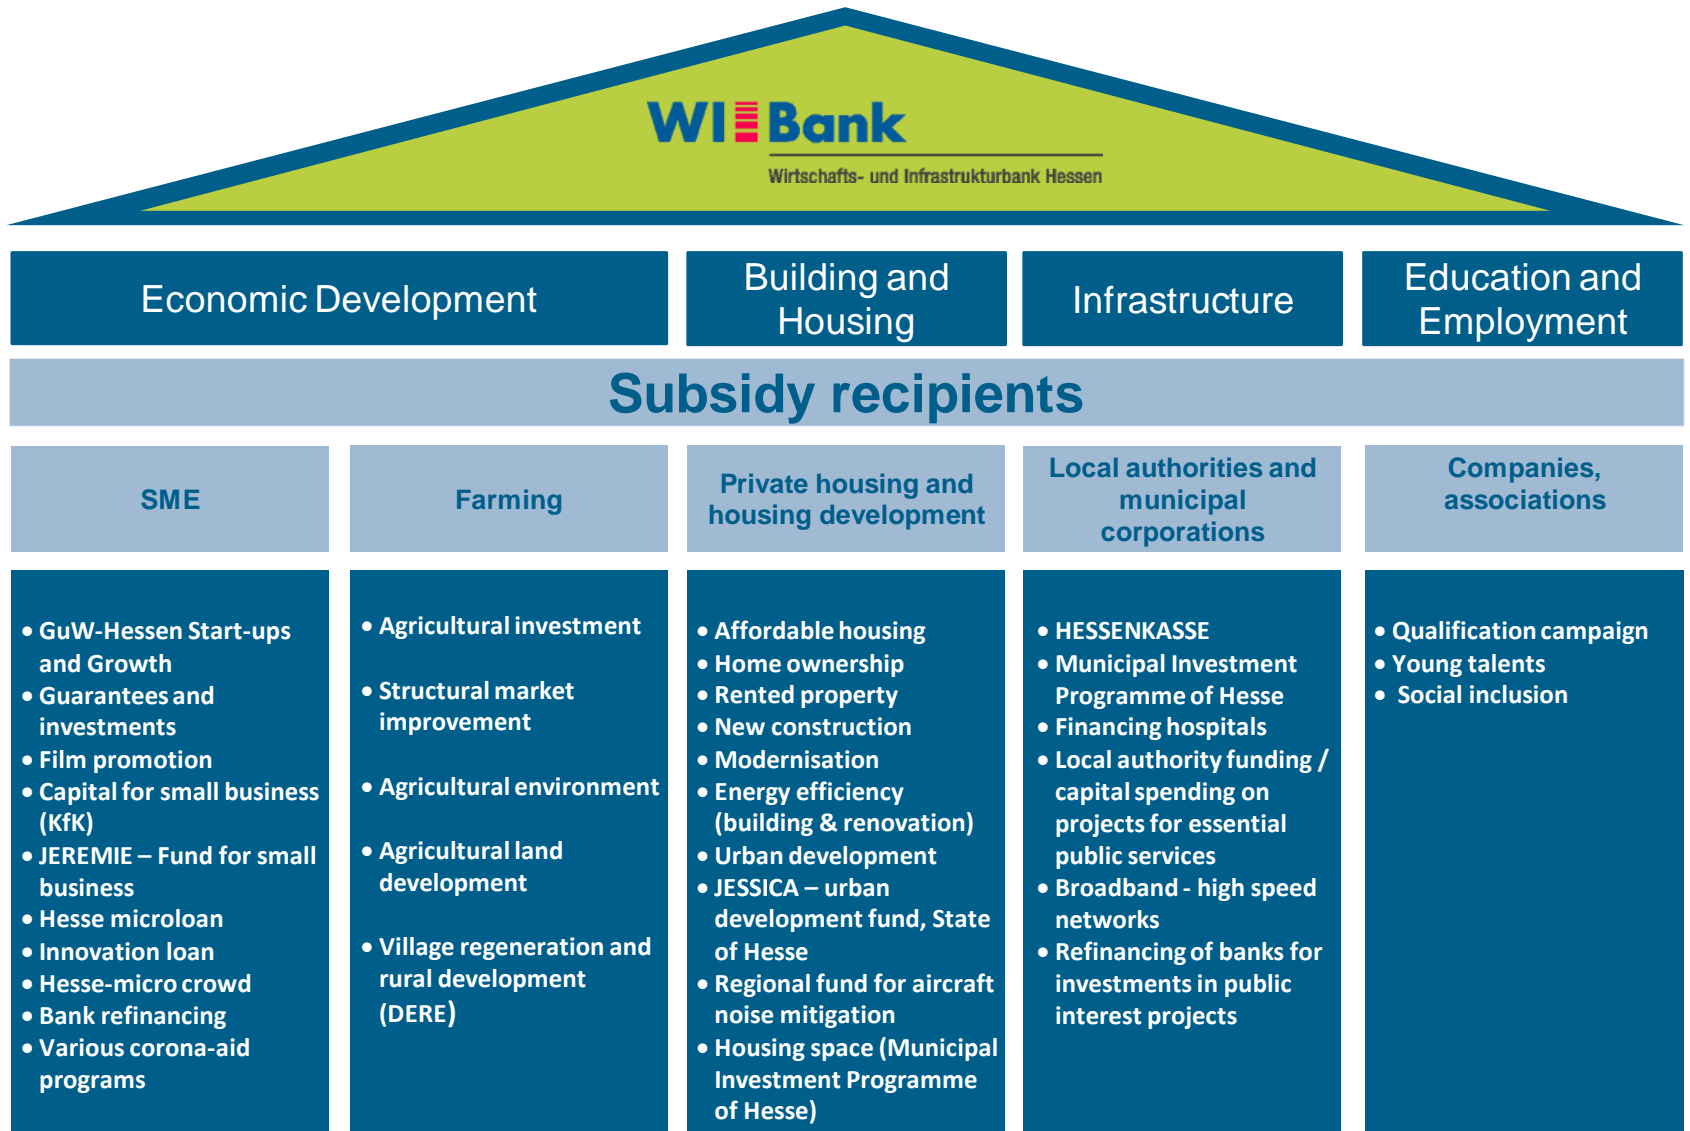 WI Bank
Wirtschafts- und Infrastrukturbank Hessen
Economic Development
Building and
Housing
Infrastructure
Education and
Employment
Subsidy recipients
SME
Farming
Private housing and
housing development
Local authorities and
municipal
corporations
Companies,
associations
• GuW-Hessen Start-ups
and Growth
• Guarantees and
investments
• Film promotion
• Capital for small business
(KfK)
• JEREMIE – Fund for small
business
• Hesse microloan
• Innovation loan
• Hesse-micro crowd
• Bank refinancing
• Various corona-aid
programs
• Agricultural investment
• Structural market
improvement
• Agricultural environment
• Agricultural land
development
• Village regeneration and
rural development
(DERE)
• Affordable housing
• Home ownership
• Rented property
• New construction
• Modernisation
• Energy efficiency
(building & renovation)
• Urban development
• JESSICA – urban
development fund, State
of Hesse
• Regional fund for aircraft
noise mitigation
• Housing space (Municipal
Investment Programme
of Hesse)
• HESSENKASSE
• Municipal Investment
Programme of Hesse
• Financing hospitals
• Local authority funding /
capital spending on
projects for essential
public services
• Broadband - high speed
networks
• Refinancing of banks for
investments in public
interest projects
• Qualification campaign
• Young talents
• Social inclusion